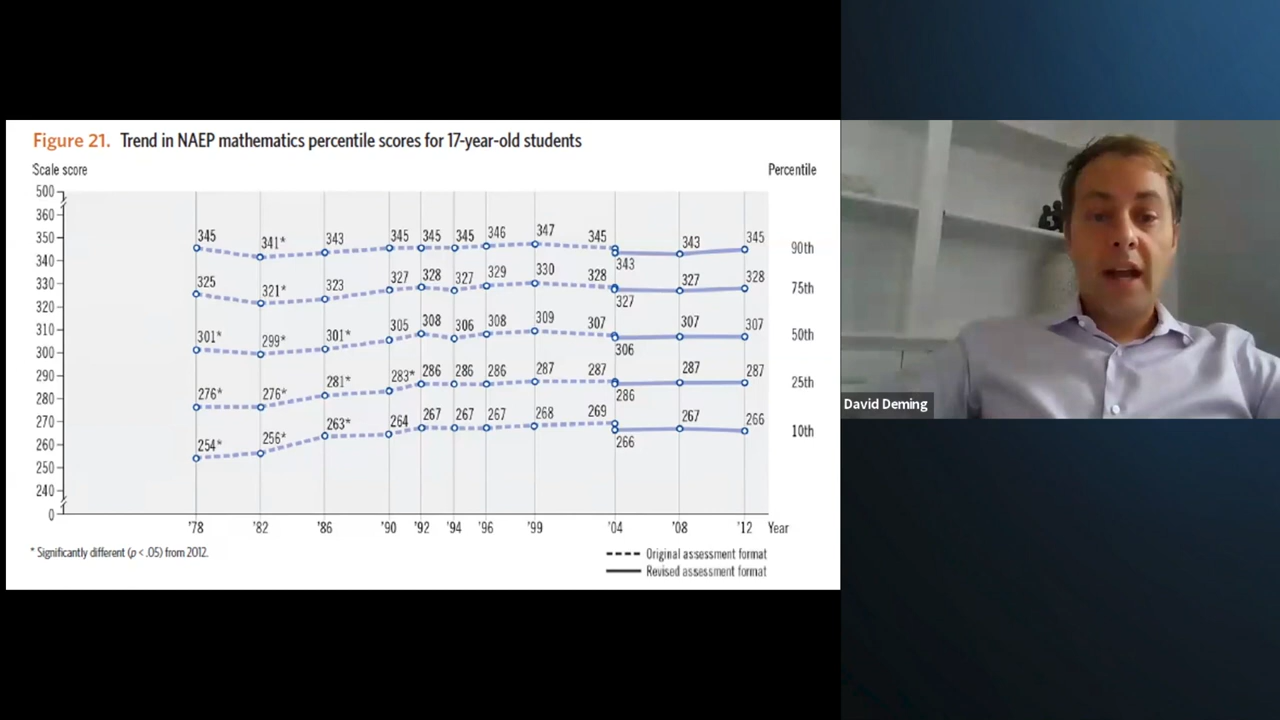 Figure 21. Trend in NAEP mathematics percentile scores for 17-year-old students
Scale score
Percentile
500
360
350
340
330
320
310
300
290
280
270
260
250
240
0
345 341* 343 345 345 345 346 347 345 343 343 345 90th
325 321* 323 327 328 327 329 330 328 327 327 328 75th
301* 299* 301* 305 308 306 308 309 307 306 307 307 50th
276* 276* 281* 283* 286 286 286 287 287 286 287 287 25th
254* 256* 263* 264 267 267 267 268 269 266 267 266 10th
'78 '82 '86 '90 '92 '94 '96 '99 '04 '08 '12 Year
* Significantly different (p < .05) from 2012.
Original assessment format
Revised assessment format
David Deming